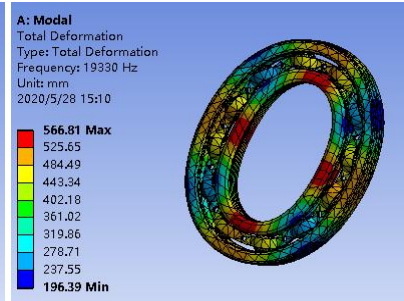 A: Modal
Total Deformation
Type: Total Deformation
Frequency: 19330 Hz
Unit: mm
2020/5/28 15:10
566.81 Max
525.65
484.49
443.34
402.18
361.02
319.86
278.71
237.55
196.39 Min